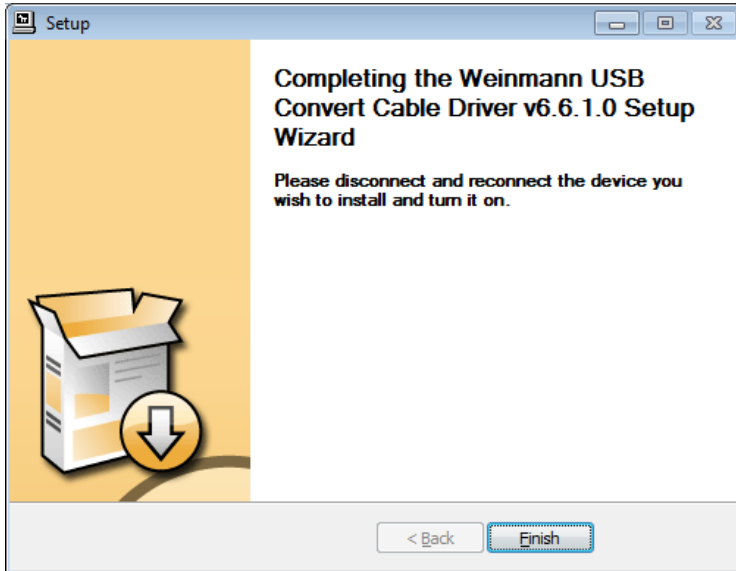 Setup
Completing the Weinmann USB
Convert Cable Driver v6.6.1.0 Setup
Wizard
Please disconnect and reconnect the device you
wish to install and turn it on.
< Back
Finish